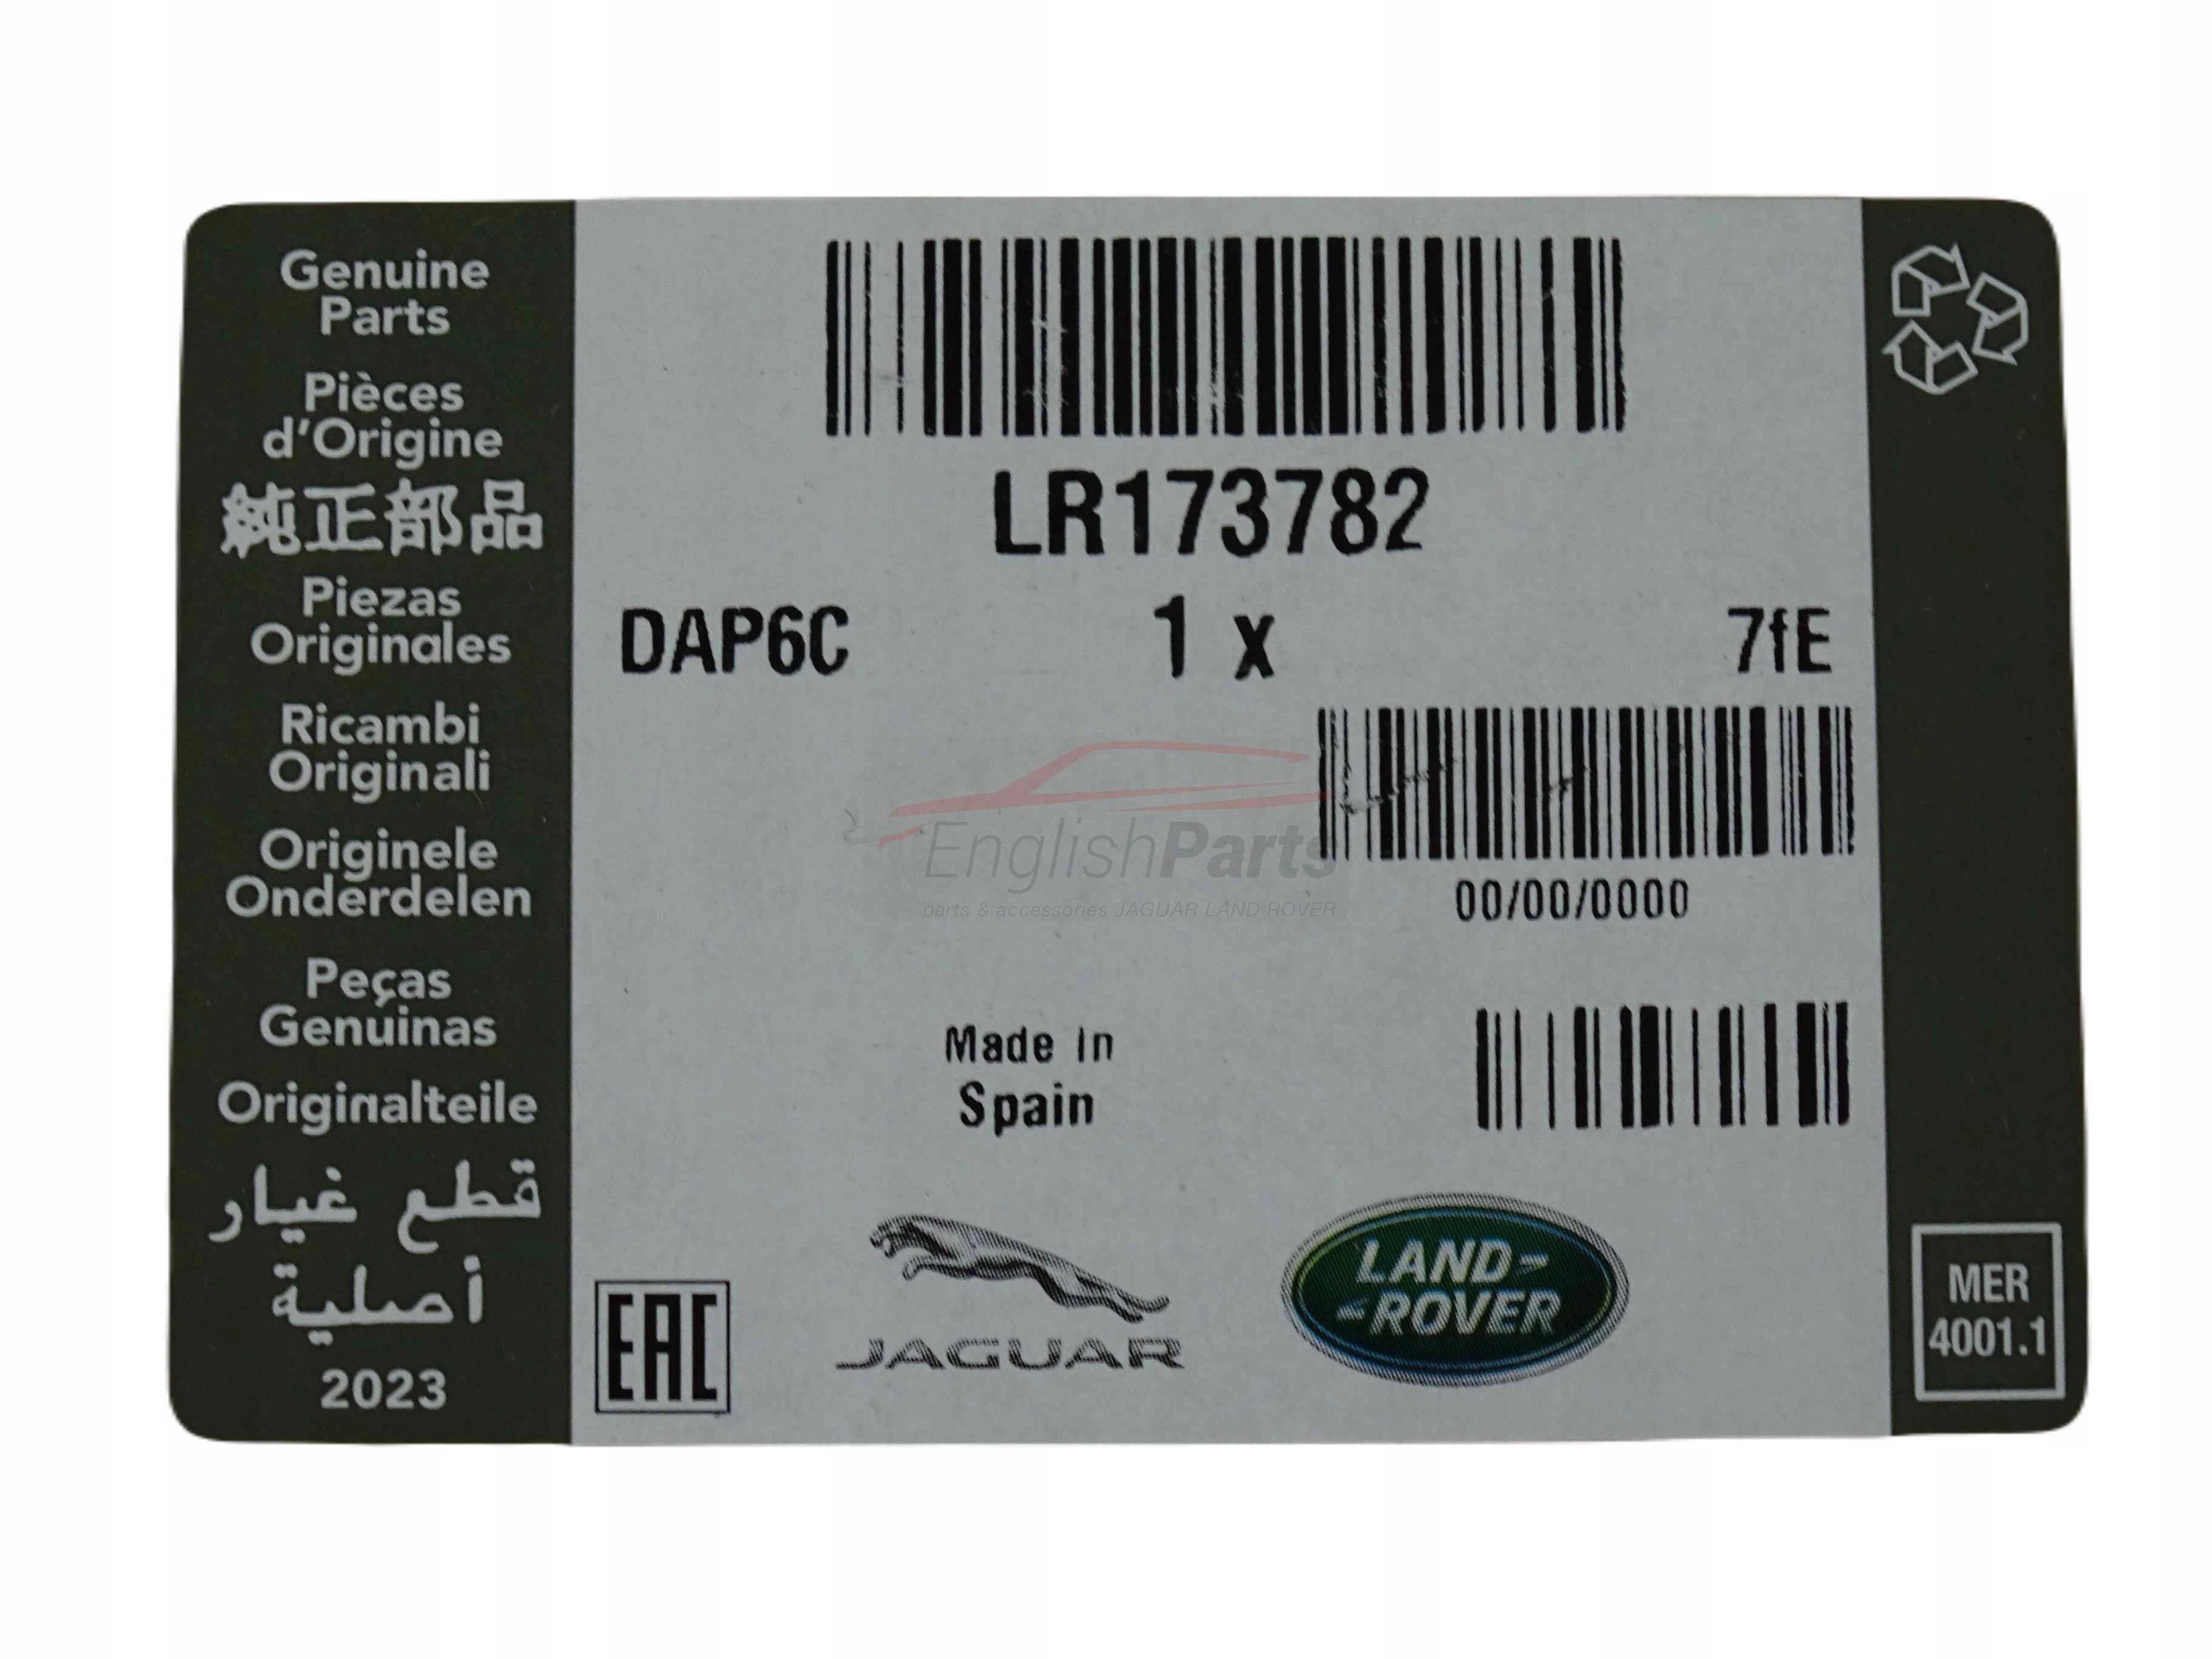 Genuine
Parts
Pièces
d'Origine
純正部品
Piezas
Originales
Ricambi
Originali
Originele
Onderdelen
Peças
Genuinas
Originalteile
قطع غيار
أصلية
2023
LR173782
DAP6C 1 x 7fE
EnglishParts
parts & accessories JAGUAR LAND ROVER
00/00/0000
Made in
Spain
EAC
JAGUAR
LAND-
-ROVER
MER
4001.1